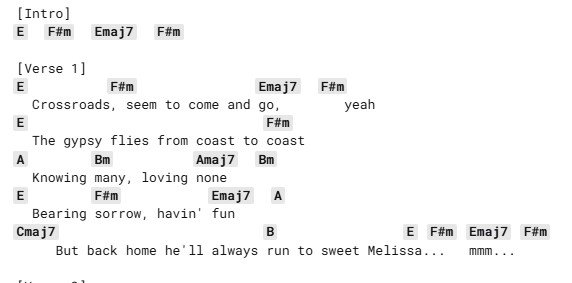 [Intro]
E F#m Emaj7 F#m
[Verse 1]
E F#m Emaj7 F#m
Crossroads, seem to come and go, yeah
E F#m
The gypsy flies from coast to coast
A Bm Amaj7 Bm
Knowing many, loving none
E F#m Emaj7 A
Bearing sorrow, havin' fun
Cmaj7 B E F#m Emaj7 F#m
But back home he'll always run to sweet Melissa... mmm...